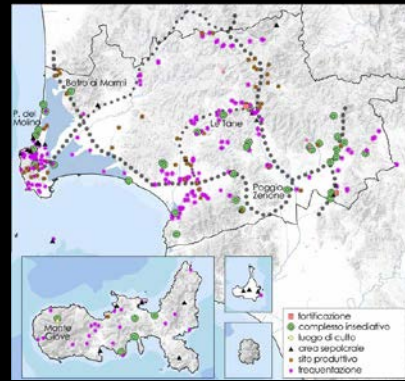 Botro ai Marmi
P. del
Molino
Le Tane
Poggio
Zenone
Monte
Giove
fortificazione
complesso insediativo
luogo di culto
area sepolcrale
sito produttivo
frequentazione